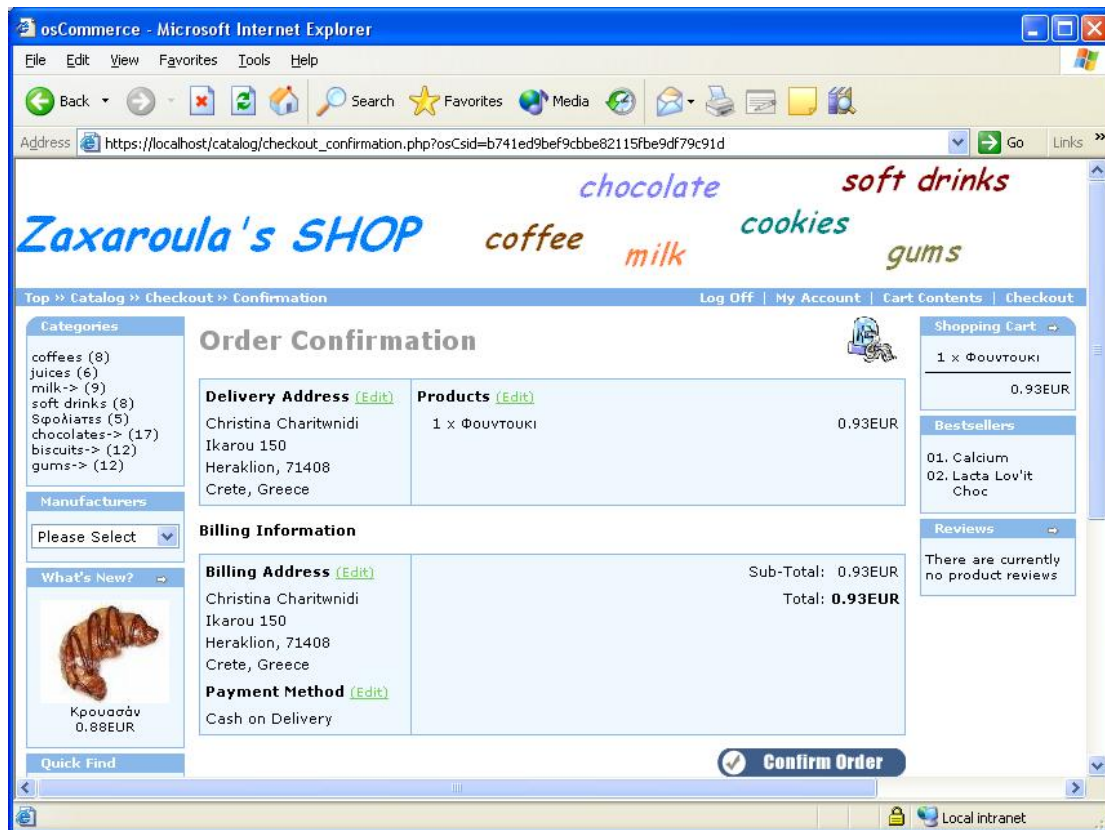 osCommerce - Microsoft Internet Explorer
File Edit View Favorites Tools Help
Back Search Favorites Media
Address https://localhost/catalog/checkout_confirmation.php?osCsid=b741ed9bef9cbbe82115fbe9df79c91d Go Links »
Zaxaroula's SHOP
chocolate
soft drinks
coffee
milk
cookies
gums
Top » Catalog » Checkout » Confirmation
Log Off | My Account | Cart Contents | Checkout
Categories
coffees (8)
juices (6)
milk-> (9)
soft drinks (8)
Sφολιατες (5)
chocolates-> (17)
biscuits-> (12)
gums-> (12)
Manufacturers
Please Select
What's New?
Κρουασάν
0.88EUR
Quick Find
Order Confirmation
Delivery Address (Edit)
Christina Charitwnidi
Ikarou 150
Heraklion, 71408
Crete, Greece
Products (Edit)
1 x Φουντουκι 0.93EUR
Billing Information
Billing Address (Edit)
Christina Charitwnidi
Ikarou 150
Heraklion, 71408
Crete, Greece
Payment Method (Edit)
Cash on Delivery
Sub-Total: 0.93EUR
Total: 0.93EUR
Confirm Order
Shopping Cart
1 x Φουντουκι
0.93EUR
Bestsellers
01. Calcium
02. Lacta Lov'it
Choc
Reviews
There are currently
no product reviews
Local intranet